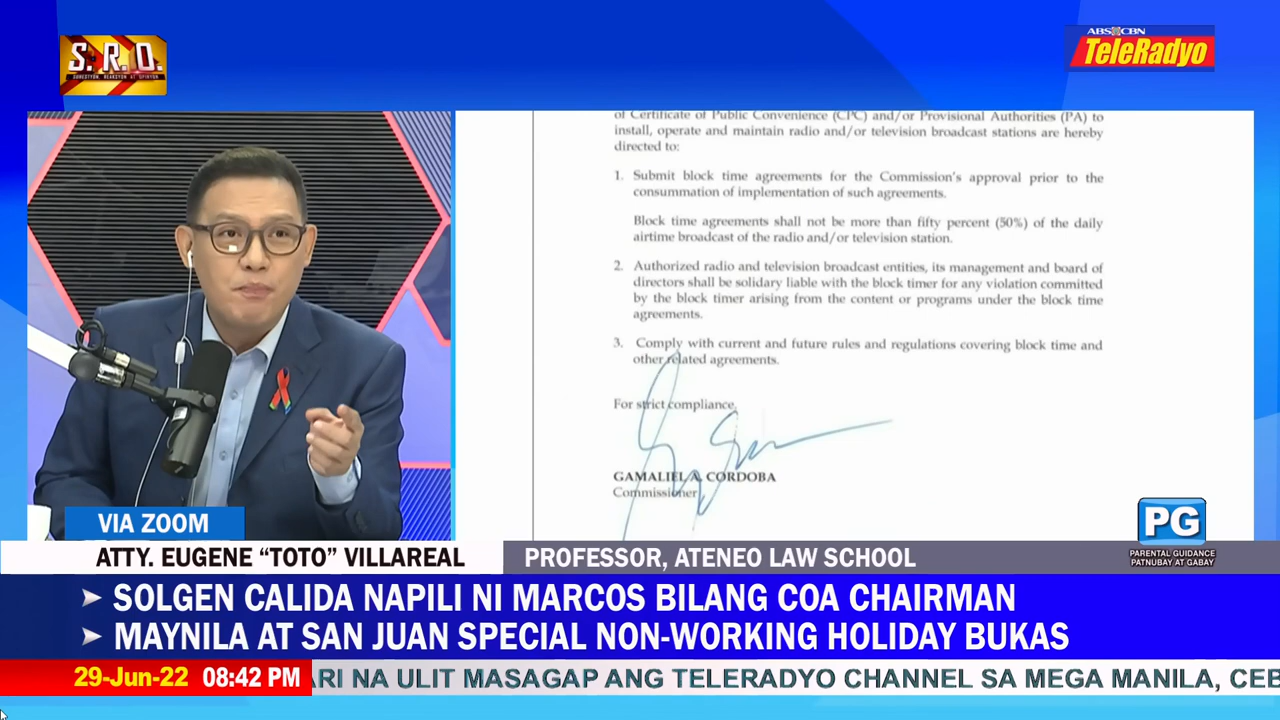 S.R.O.
SUHESTYON, REAKSYON AT OPINYON
ABS-CBN
TeleRadyo
of Certificate of Public Convenience (CPC) and/or Provisional Authorities (PA) to
install, operate and maintain radio and/or television broadcast stations are hereby
directed to:
1. Submit block time agreements for the Commission's approval prior to the
consummation of implementation of such agreements.
Block time agreements shall not be more than fifty percent (50%) of the daily
airtime broadcast of the radio and/or television station.
2. Authorized radio and television broadcast entities, its management and board of
directors shall be solidary liable with the block timer for any violation committed
by the block timer arising from the content or programs under the block time
agreements.
3. Comply with current and future rules and regulations covering block time and
other related agreements.
For strict compliance.
GAMALIEL A. CORDOBA
Commissioner
PG
PARENTAL GUIDANCE
PATNUBAY AT GABAY
VIA ZOOM
ATTY. EUGENE “TOTO” VILLAREAL
PROFESSOR, ATENEO LAW SCHOOL
SOLGEN CALIDA NAPILI NI MARCOS BILANG COA CHAIRMAN
MAYNILA AT SAN JUAN SPECIAL NON-WORKING HOLIDAY BUKAS
29-Jun-22 08:42 PM
ARI NA ULIT MASAGAP ANG TELERADYO CHANNEL SA MEGA MANILA, CEB